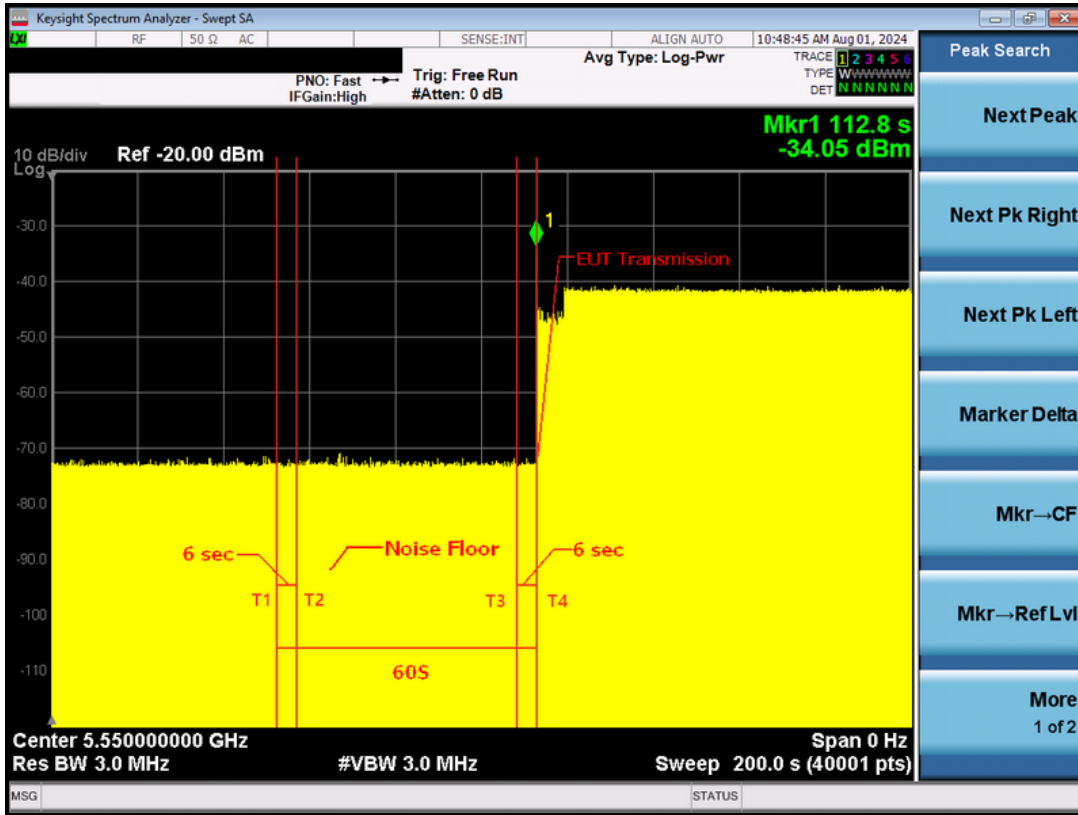 Keysight Spectrum Analyzer - Swept SA
LXI RF 50 Ω AC SENSE:INT ALIGN AUTO 10:48:45 AM Aug 01, 2024
PNO: Fast
IFGain:High
Trig: Free Run
#Atten: 0 dB
Avg Type: Log-Pwr
TRACE 1 2 3 4 5 6
TYPE WWWWWW
DET N N N N N N
Mkr1 112.8 s
-34.05 dBm
10 dB/div
Log
Ref -20.00 dBm
1
-30.0
-40.0
-50.0
-60.0
-70.0
-80.0
-90.0
-100
-110
EUT Transmission
6 sec
Noise Floor
6 sec
T1 T2 T3 T4
60S
Center 5.550000000 GHz Span 0 Hz
Res BW 3.0 MHz #VBW 3.0 MHz Sweep 200.0 s (40001 pts)
MSG STATUS
Peak Search
Next Peak
Next Pk Right
Next Pk Left
Marker Delta
Mkr→CF
Mkr→Ref Lvl
More
1 of 2